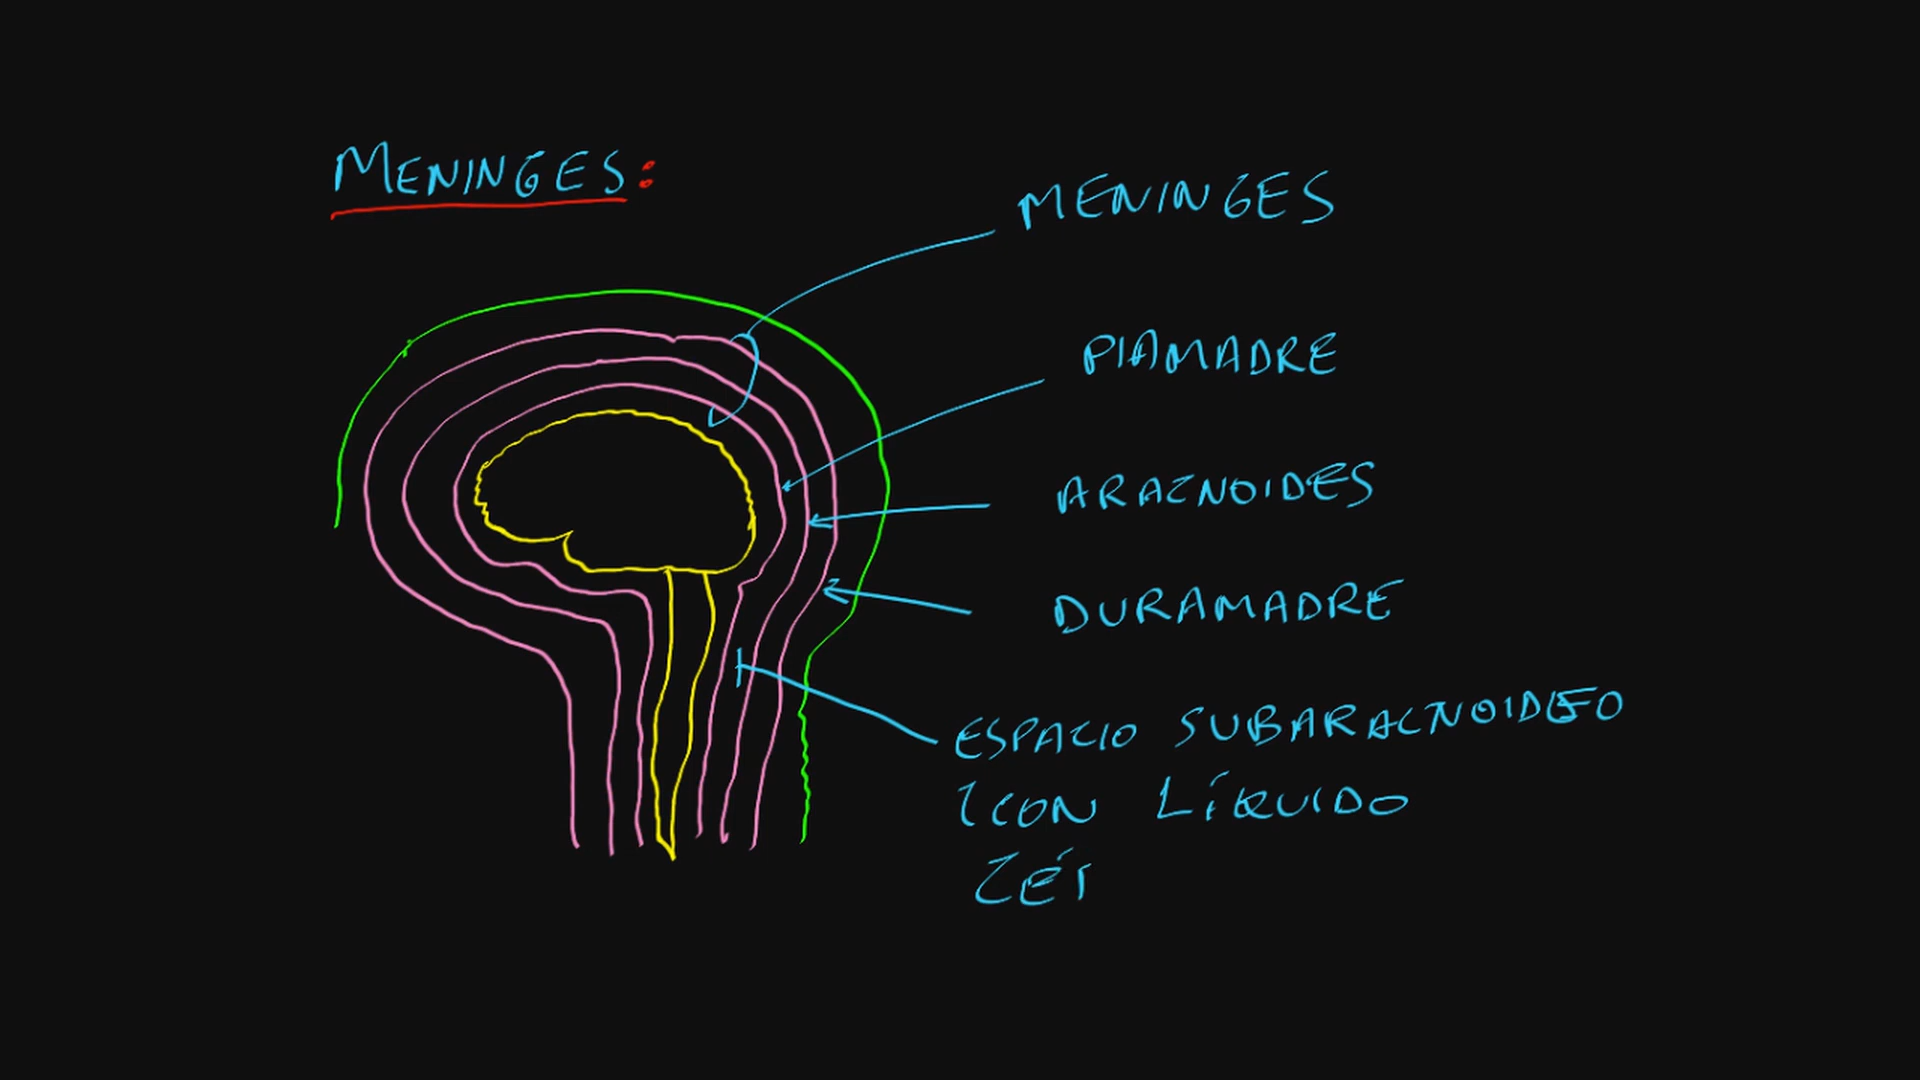 MENINGES:
MENINGES
PIAMADRE
ARACNOIDES
DURAMADRE
ESPACIO SUBARACNOIDEO
(CON LÍQUIDO
CÉ